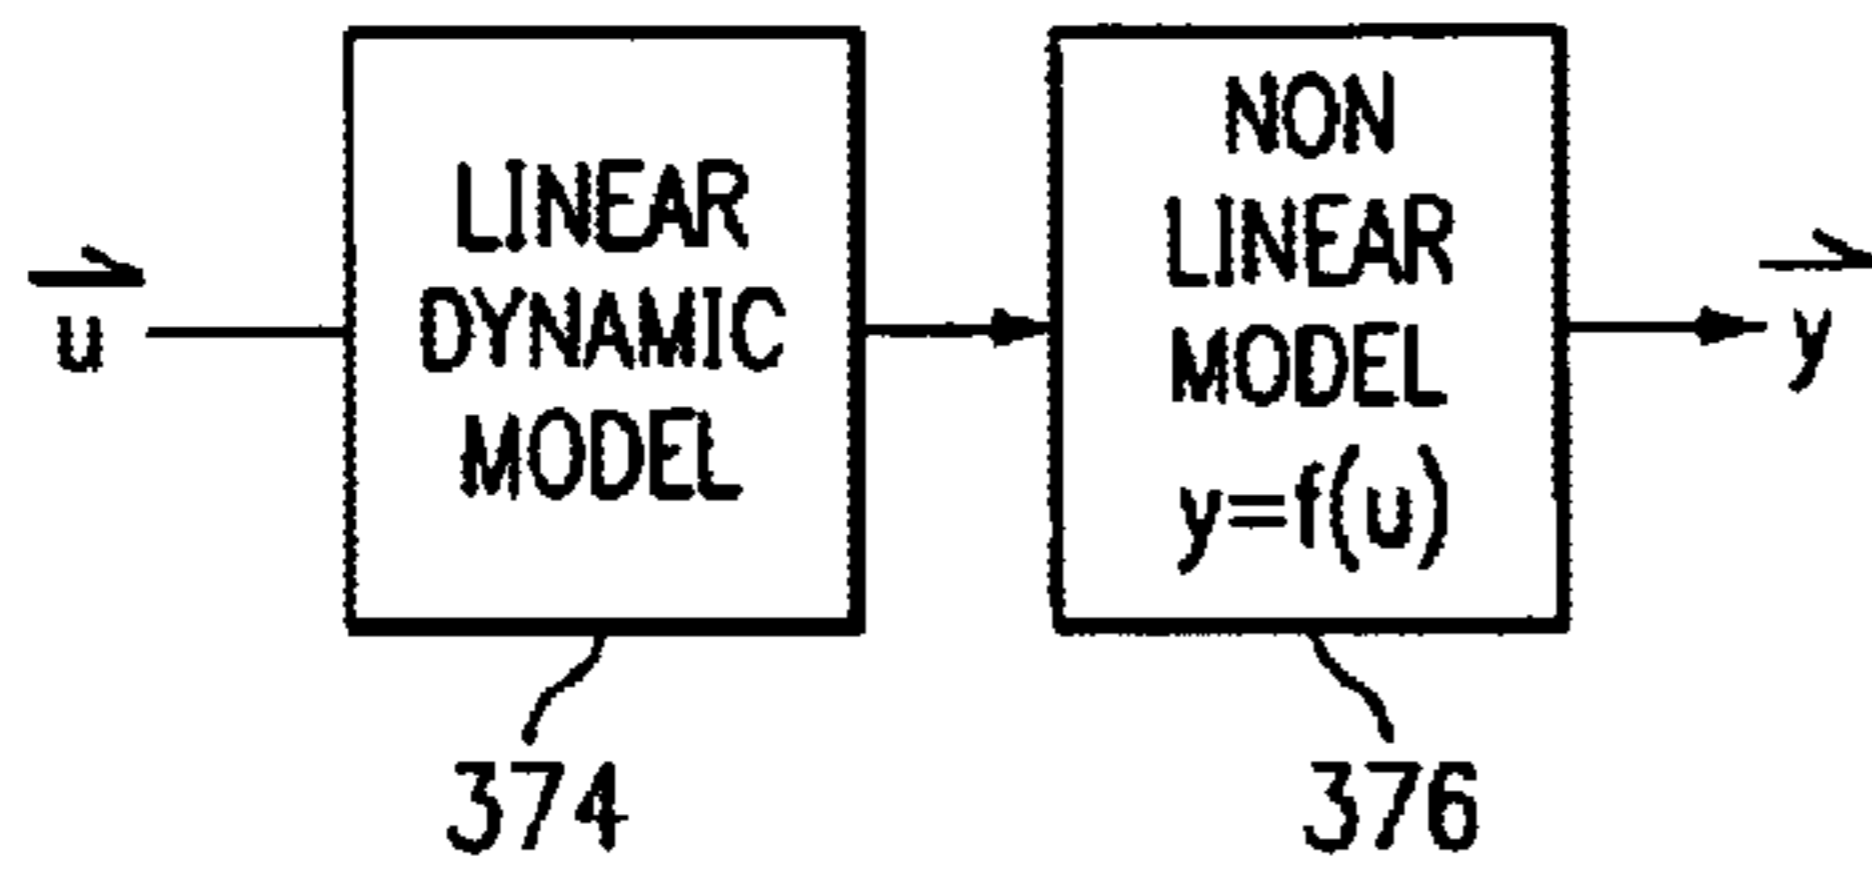 u
LINEAR
DYNAMIC
MODEL
NON
LINEAR
MODEL
y=f(u)
y
374
376